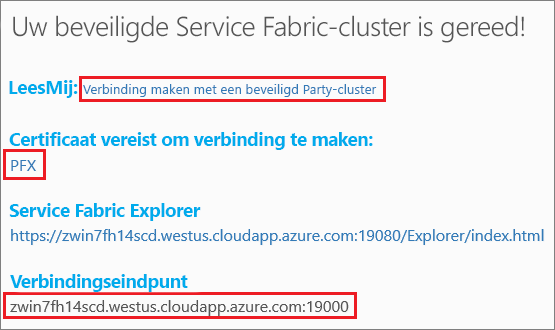 Uw beveiligde Service Fabric-cluster is gereed!
LeesMij: Verbinding maken met een beveiligd Party-cluster
Certificaat vereist om verbinding te maken:
PFX
Service Fabric Explorer
https://zwin7fh14scd.westus.cloudapp.azure.com:19080/Explorer/index.html
Verbindingseindpunt
zwin7fh14scd.westus.cloudapp.azure.com:19000